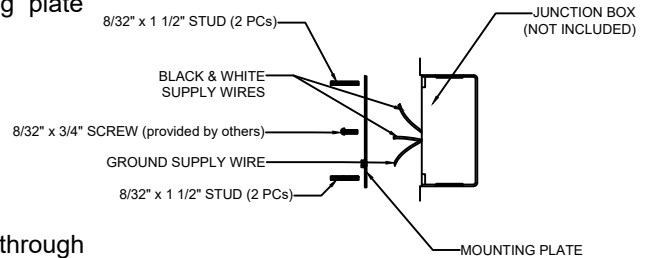 g plate
8/32" x 1 1/2" STUD (2 PCs)
JUNCTION BOX
(NOT INCLUDED)
BLACK & WHITE
SUPPLY WIRES
8/32" x 3/4" SCREW (provided by others)
GROUND SUPPLY WIRE
8/32" x 1 1/2" STUD (2 PCs)
through
MOUNTING PLATE